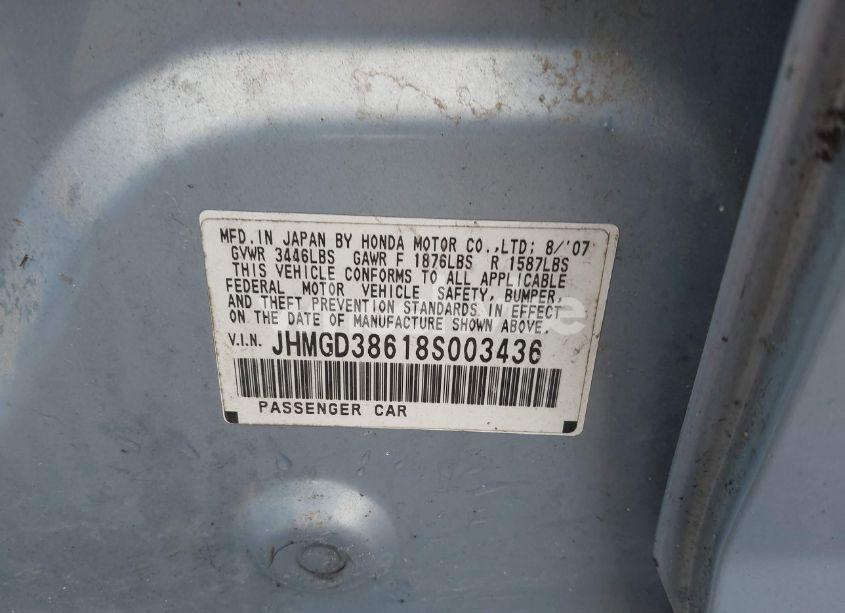 MFD. IN JAPAN BY HONDA MOTOR CO.,LTD; 8/'07
GVWR 3446LBS GAWR F 1876LBS R 1587LBS
THIS VEHICLE CONFORMS TO ALL APPLICABLE
FEDERAL MOTOR VEHICLE SAFETY, BUMPER,
AND THEFT PREVENTION STANDARDS IN EFFECT
ON THE DATE OF MANUFACTURE SHOWN ABOVE.
V.I.N. JHMGD38618S003436
PASSENGER CAR